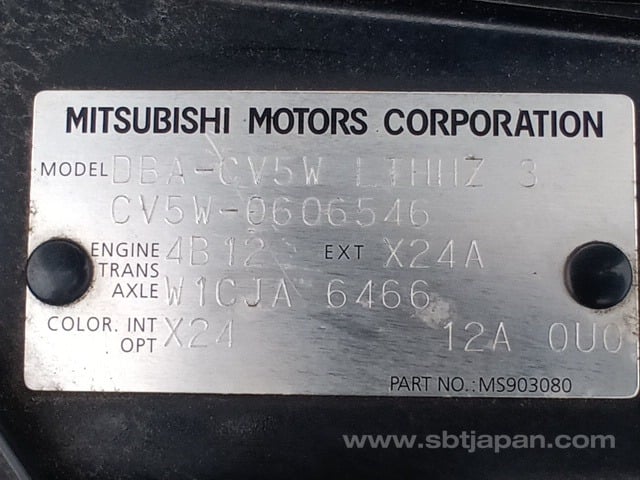 MITSUBISHI MOTORS CORPORATION
MODEL DBA-CV5W LTHHZ 3
CV5W-0606546
ENGINE 4B12 EXT X24A
TRANS
AXLE W1CJA 6466
COLOR. INT X24 12A 0U0
OPT
PART NO.:MS903080
www.sbtjapan.com